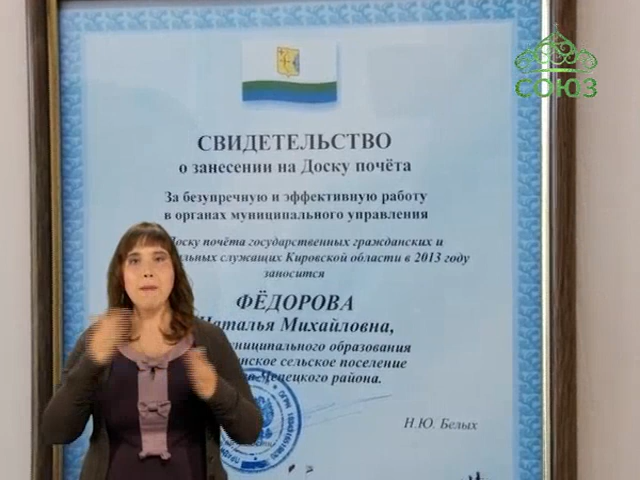 СОЮЗ
СВИДЕТЕЛЬСТВО
о занесении на Доску почёта
За безупречную и эффективную работу
в органах муниципального управления
Доску почёта государственных гражданских и
служащих Кировской области в 2013 году
заносится
ФЁДОРОВА
Наталья Михайловна,
муниципального образования
сельское поселение
Чепецкого района.
Н.Ю. Белых